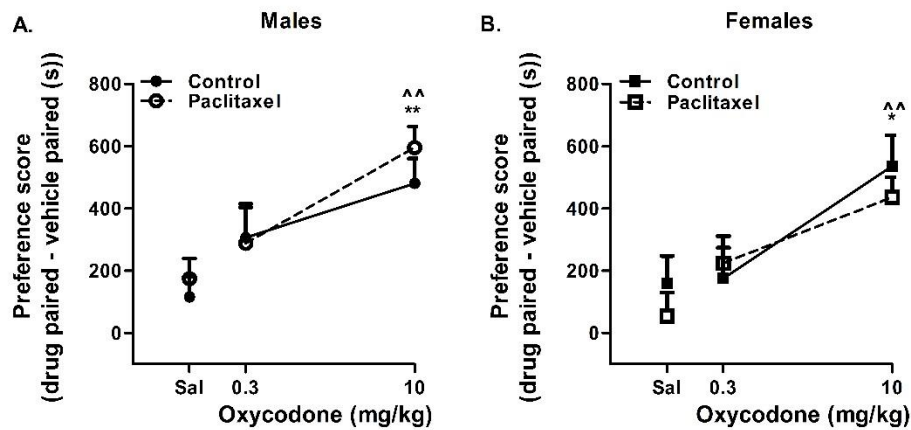 A.
Males
Preference score
(drug paired - vehicle paired (s))
800
600
400
200
0
Control
Paclitaxel
^^
**
Sal
0.3
10
Oxycodone (mg/kg)
B.
Females
Preference score
(drug paired - vehicle paired (s))
800
600
400
200
0
Control
Paclitaxel
^^
*
Sal
0.3
10
Oxycodone (mg/kg)